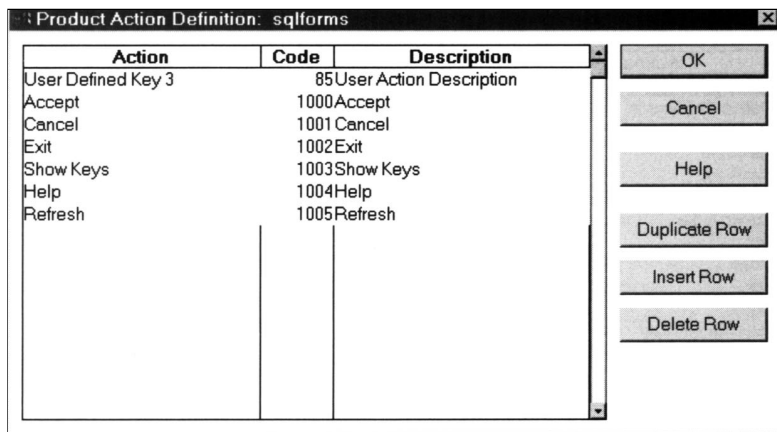 Product Action Definition: sqlforms
Action Code Description
User Defined Key 3 85 User Action Description
Accept 1000 Accept
Cancel 1001 Cancel
Exit 1002 Exit
Show Keys 1003 Show Keys
Help 1004 Help
Refresh 1005 Refresh
OK
Cancel
Help
Duplicate Row
Insert Row
Delete Row